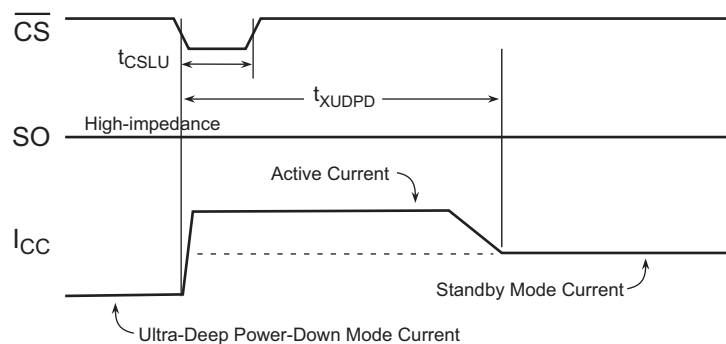 CS
tCSLU
tXUDPD
High-impedance
SO
Active Current
ICC
Standby Mode Current
Ultra-Deep Power-Down Mode Current